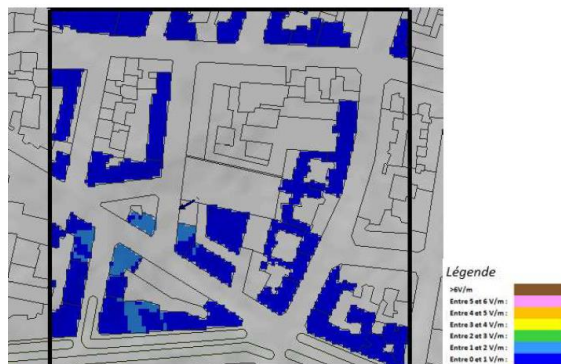 Légende
>6V/m
Entre 5 et 6 V/m :
Entre 4 et 5 V/m :
Entre 3 et 4 V/m :
Entre 2 et 3 V/m :
Entre 1 et 2 V/m :
Entre 0 et 1 V/m :